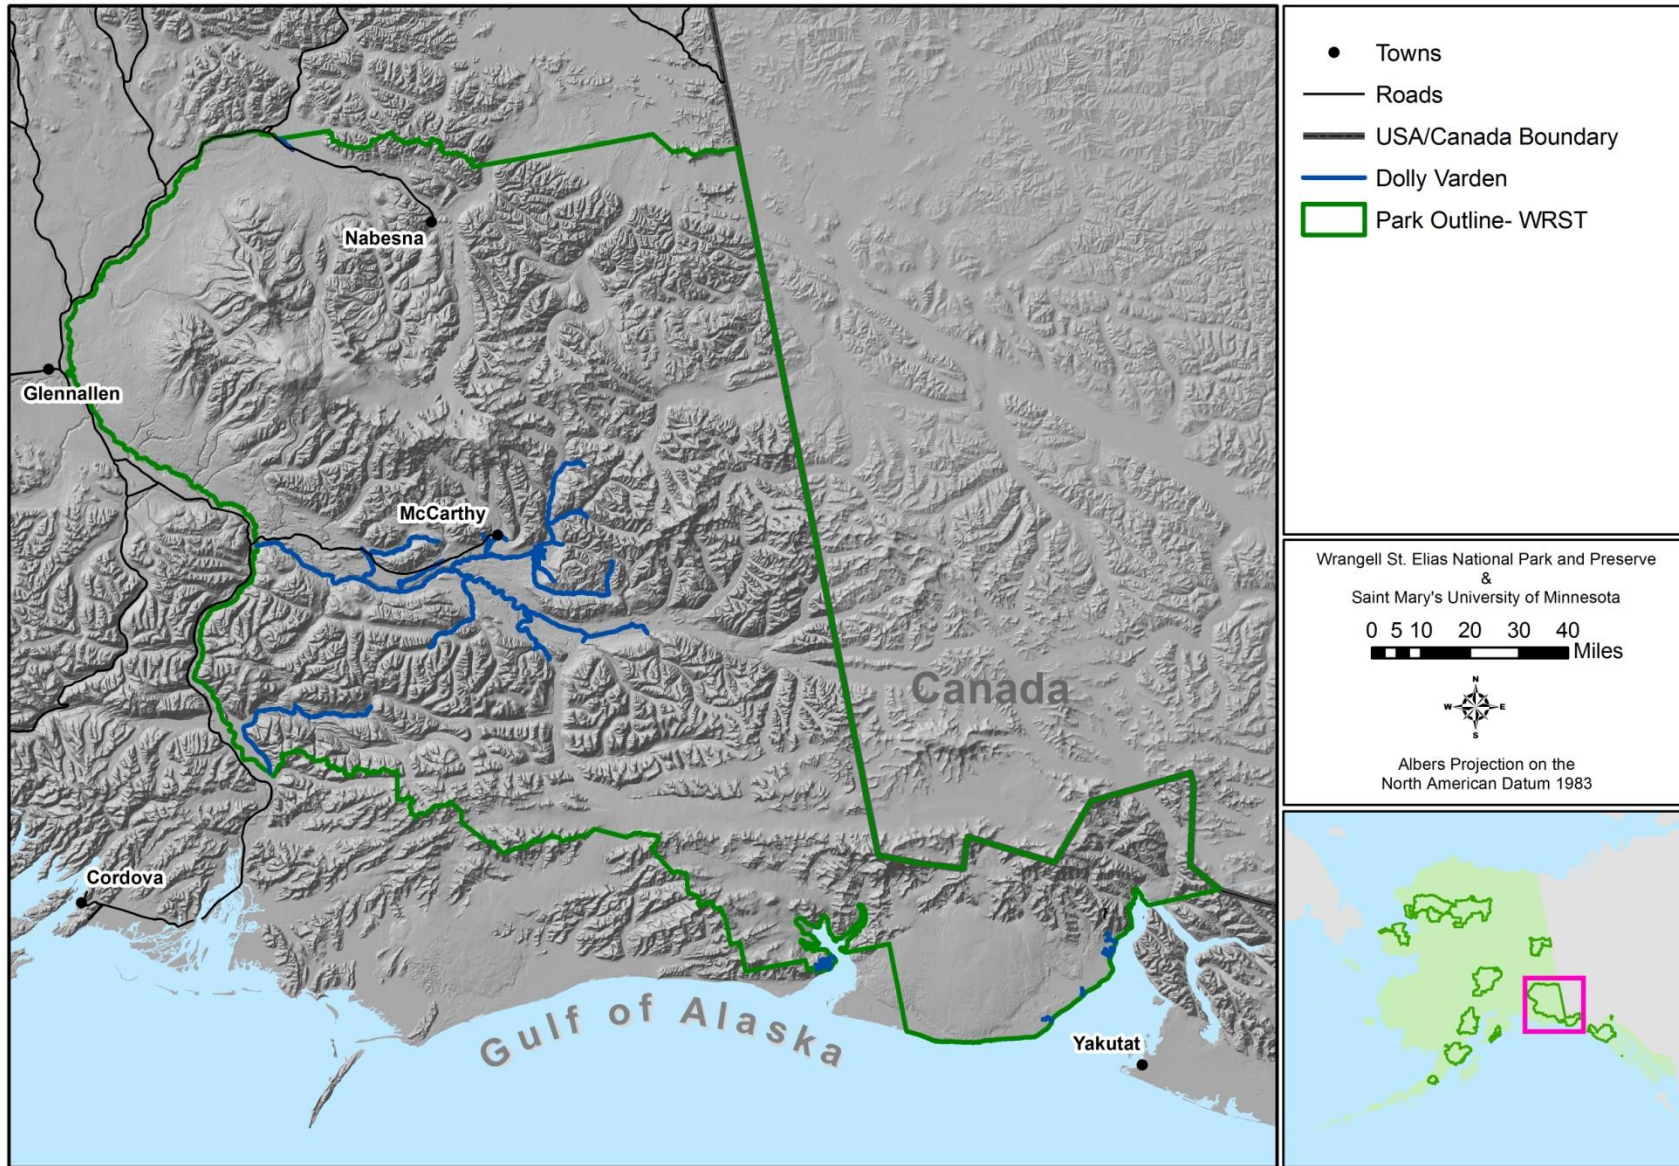 Nabesna
Glennallen
McCarthy
Canada
Cordova
Gulf of Alaska
Yakutat
Towns
Roads
USA/Canada Boundary
Dolly Varden
Park Outline- WRST
Wrangell St. Elias National Park and Preserve
&
Saint Mary's University of Minnesota
0 5 10 20 30 40
Miles
N
W E
S
Albers Projection on the
North American Datum 1983